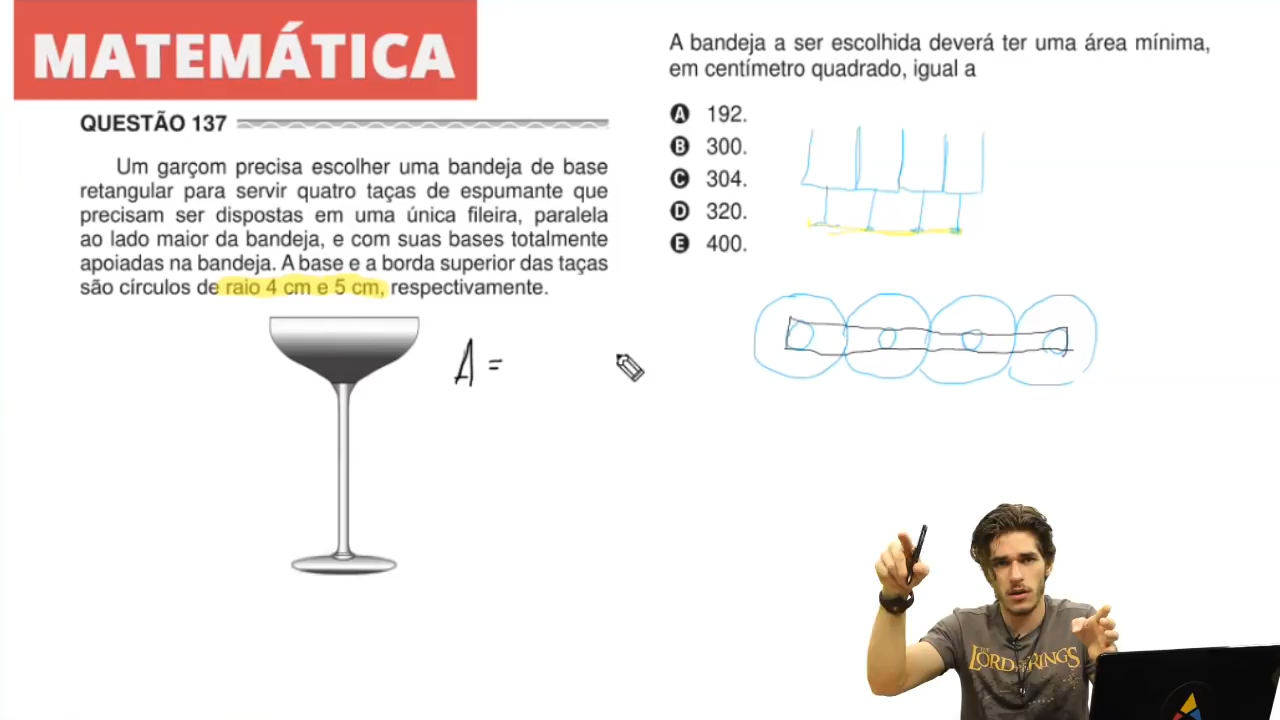 MATEMÁTICA
QUESTÃO 137
Um garçom precisa escolher uma bandeja de base
retangular para servir quatro taças de espumante que
precisam ser dispostas em uma única fileira, paralela
ao lado maior da bandeja, e com suas bases totalmente
apoiadas na bandeja. A base e a borda superior das taças
são círculos de raio 4 cm e 5 cm, respectivamente.
A =
A bandeja a ser escolhida deverá ter uma área mínima,
em centímetro quadrado, igual a
A 192.
B 300.
C 304.
D 320.
E 400.
THE
LORD OF THE RINGS